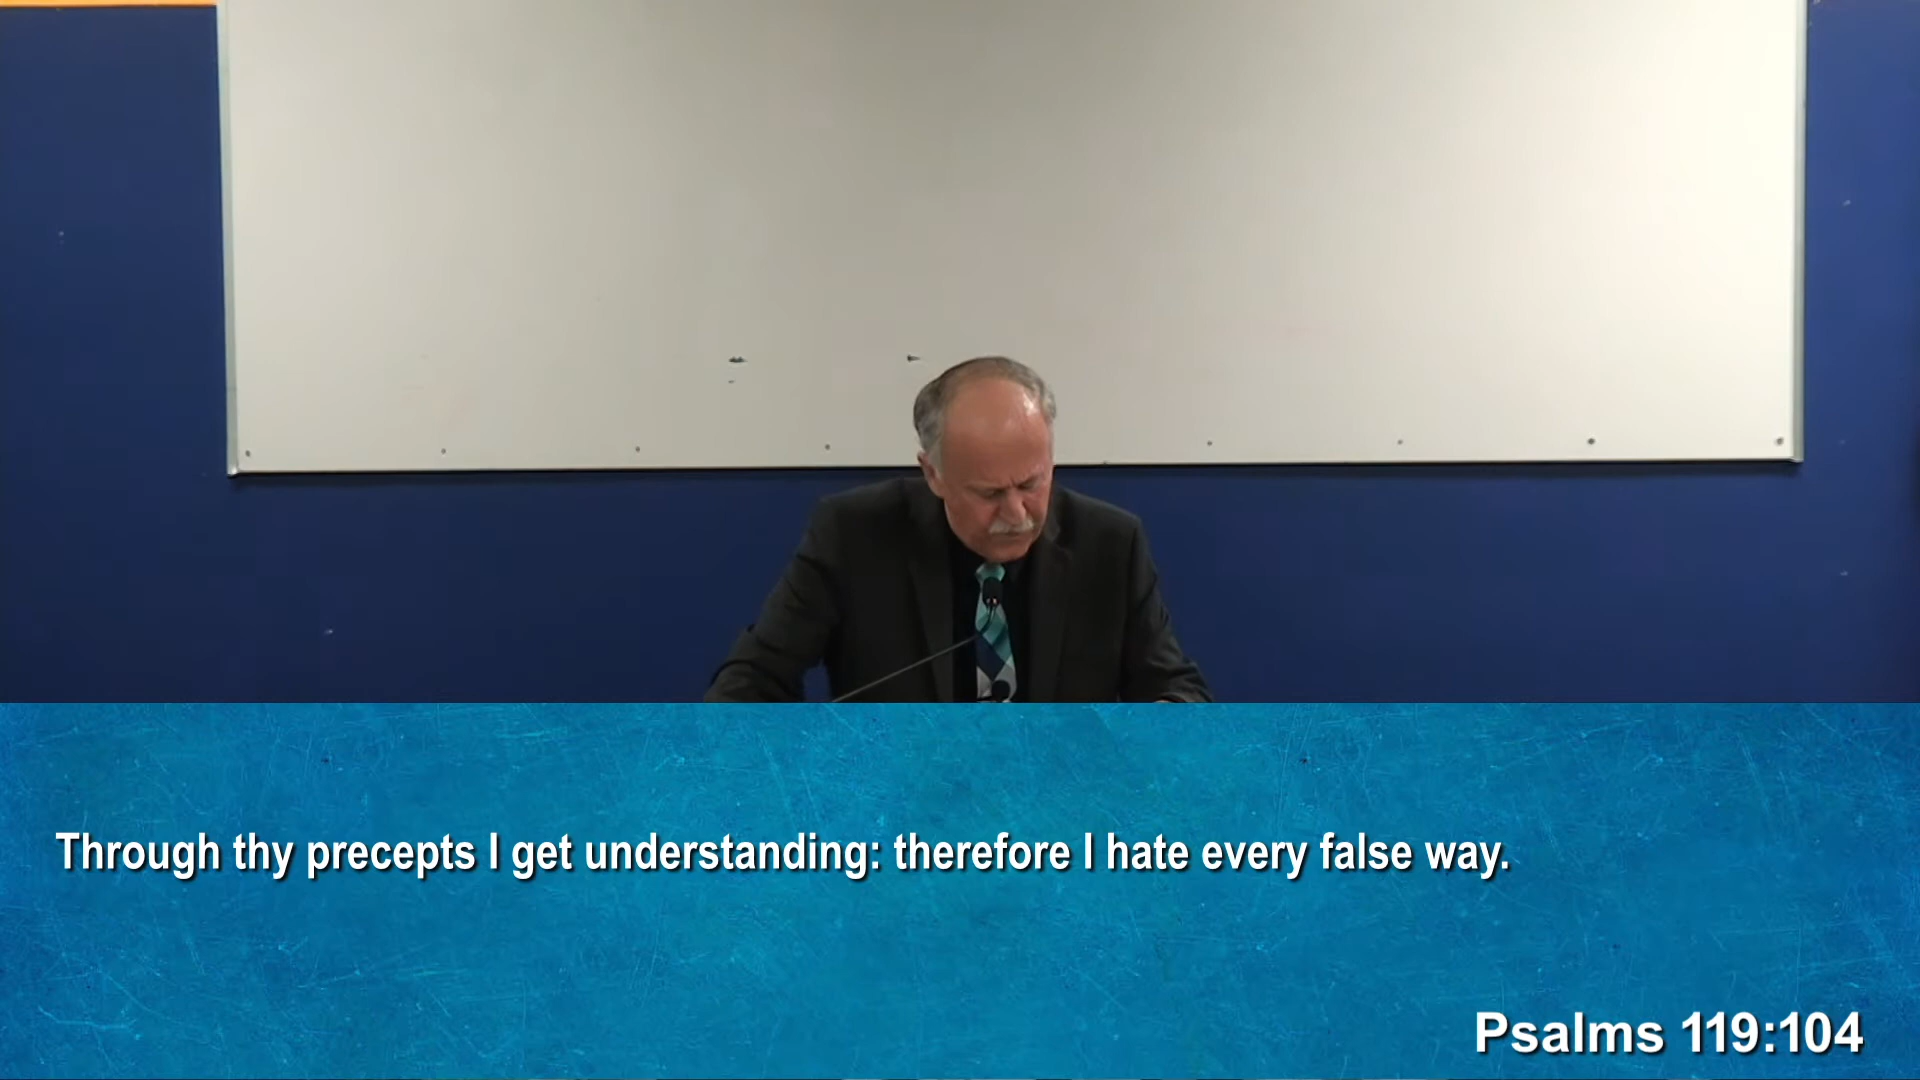 Through thy precepts I get understanding: therefore I hate every false way.
Psalms 119:104